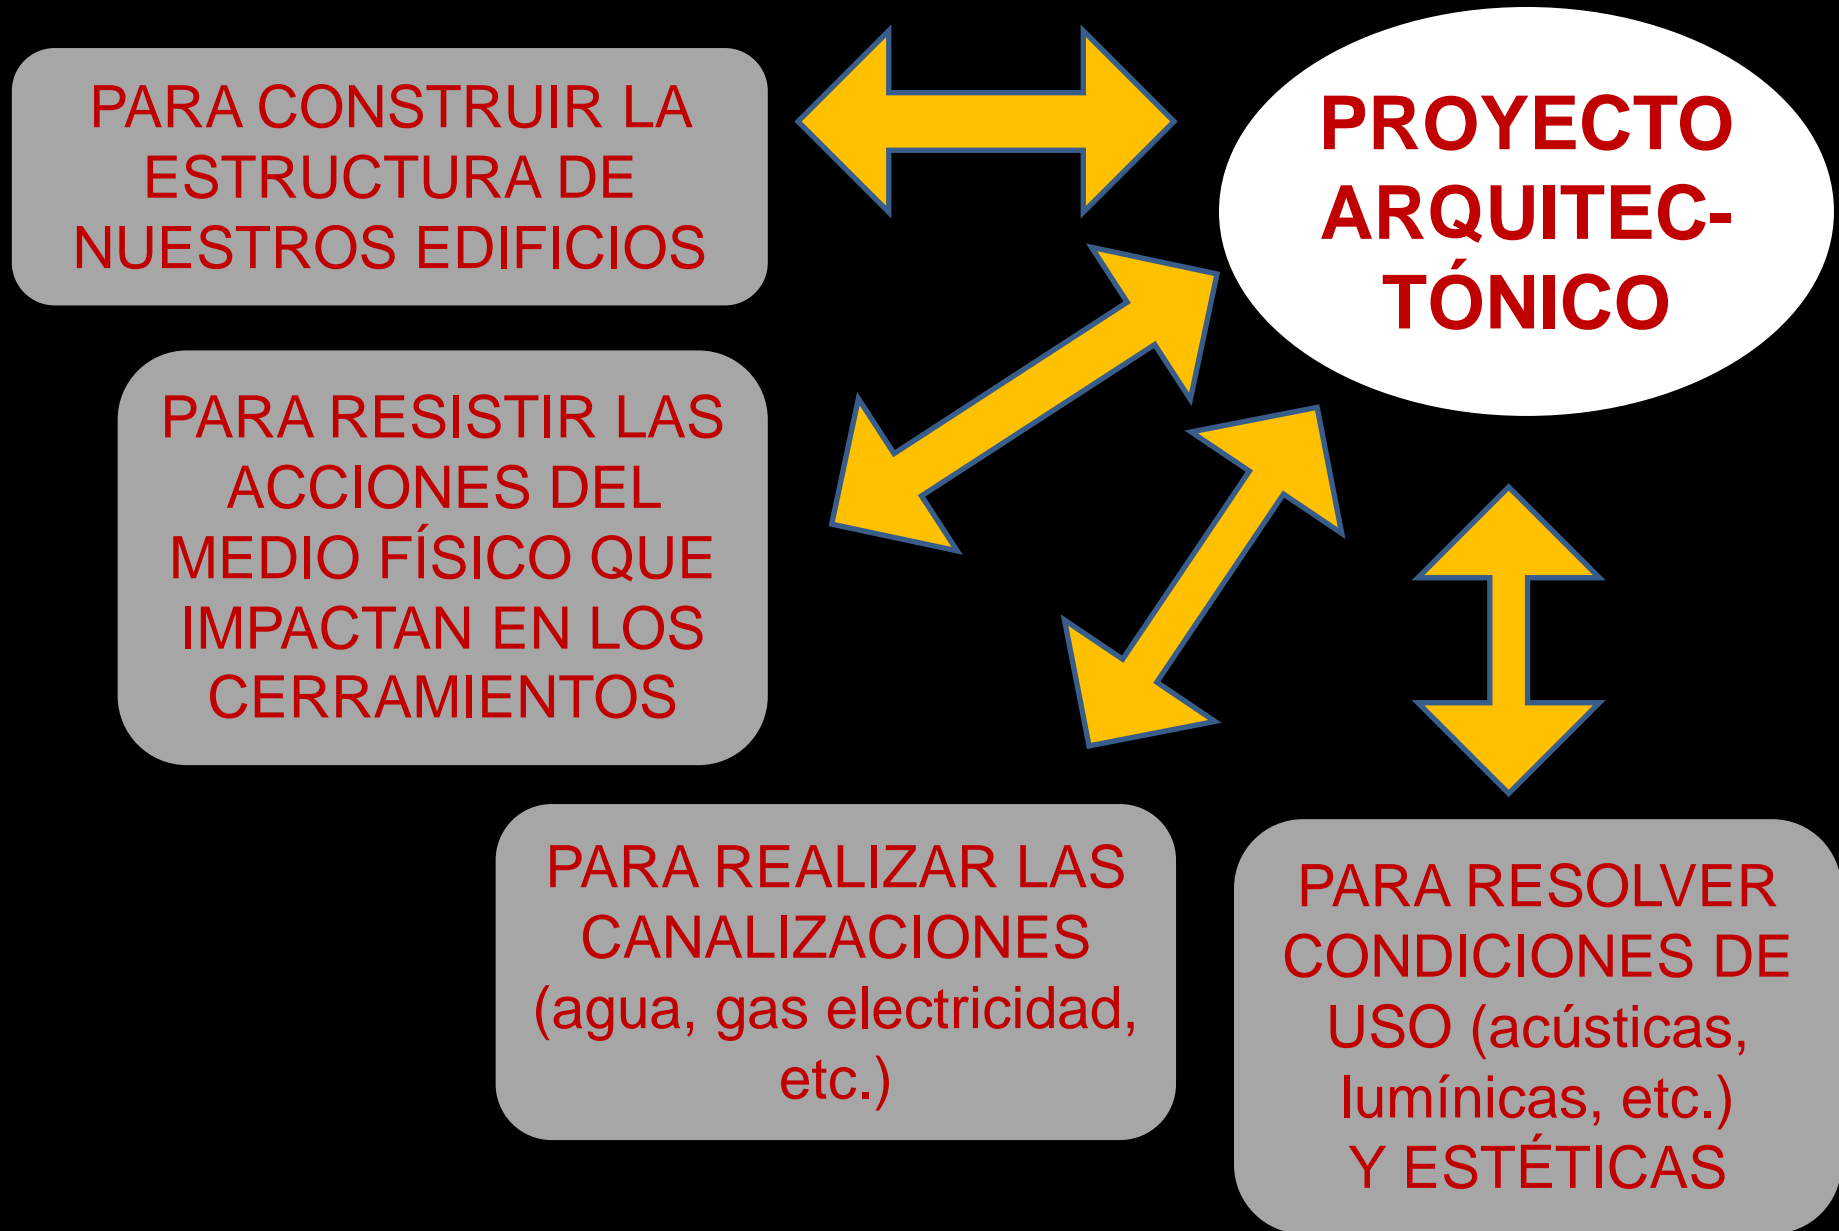 PARA CONSTRUIR LA
ESTRUCTURA DE
NUESTROS EDIFICIOS
PROYECTO
ARQUITEC-
TÓNICO
PARA RESISTIR LAS
ACCIONES DEL
MEDIO FÍSICO QUE
IMPACTAN EN LOS
CERRAMIENTOS
PARA REALIZAR LAS
CANALIZACIONES
(agua, gas electricidad,
etc.)
PARA RESOLVER
CONDICIONES DE
USO (acústicas,
lumínicas, etc.)
Y ESTÉTICAS